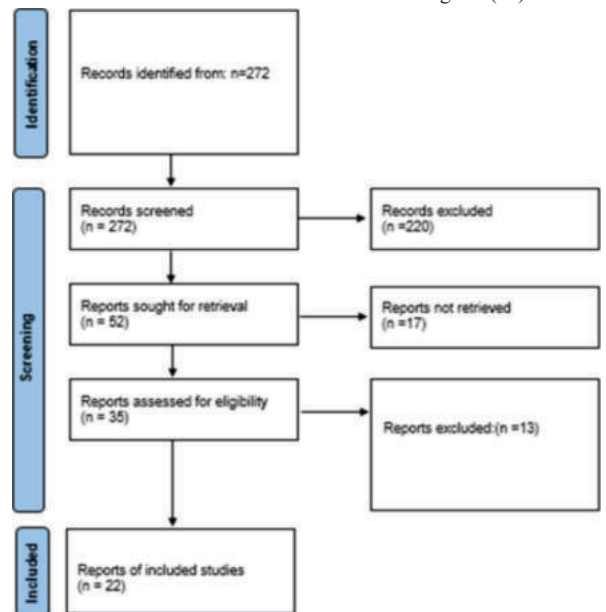 Identification
Records identified from: n=272
Screening
Records screened
(n = 272)
Records excluded
(n =220)
Reports sought for retrieval
(n = 52)
Reports not retrieved
(n =17)
Reports assessed for eligibility
(n = 35)
Reports excluded:(n =13)
Included
Reports of included studies
(n = 22)